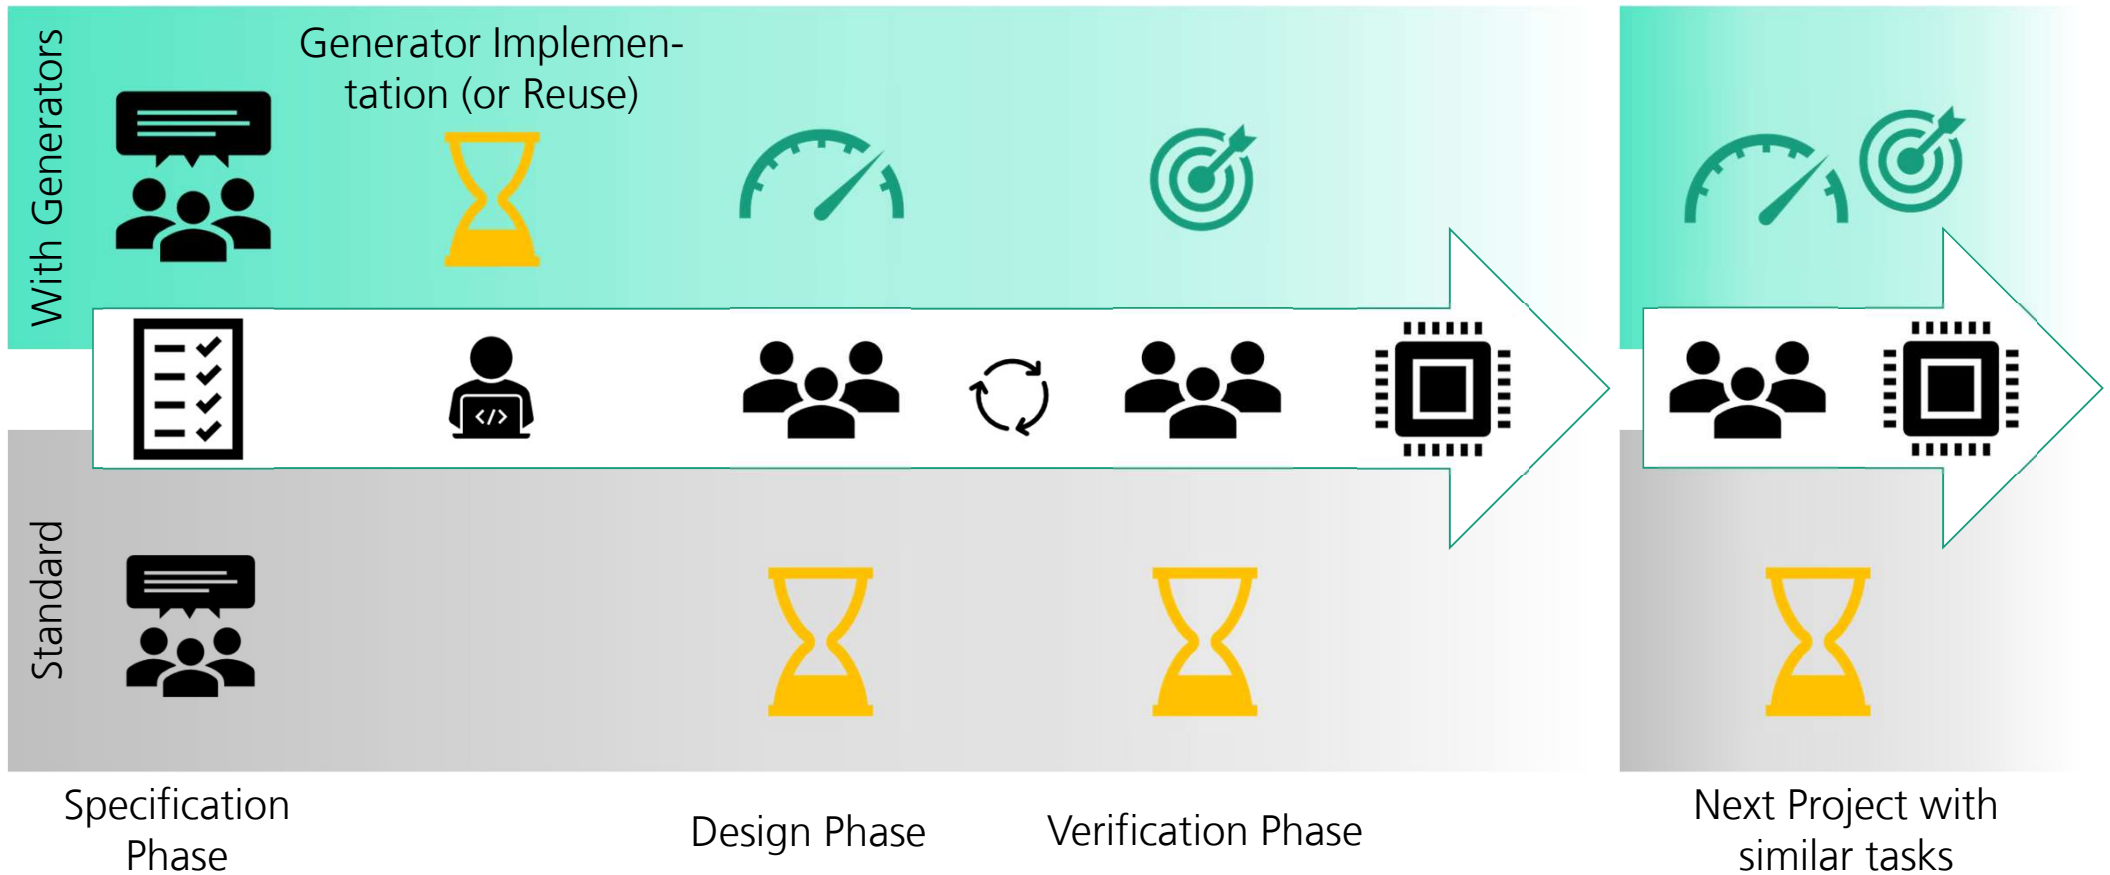 With Generators
Generator Implemen-
tation (or Reuse)
</>
Standard
Specification
Phase
Design Phase
Verification Phase
Next Project with
similar tasks